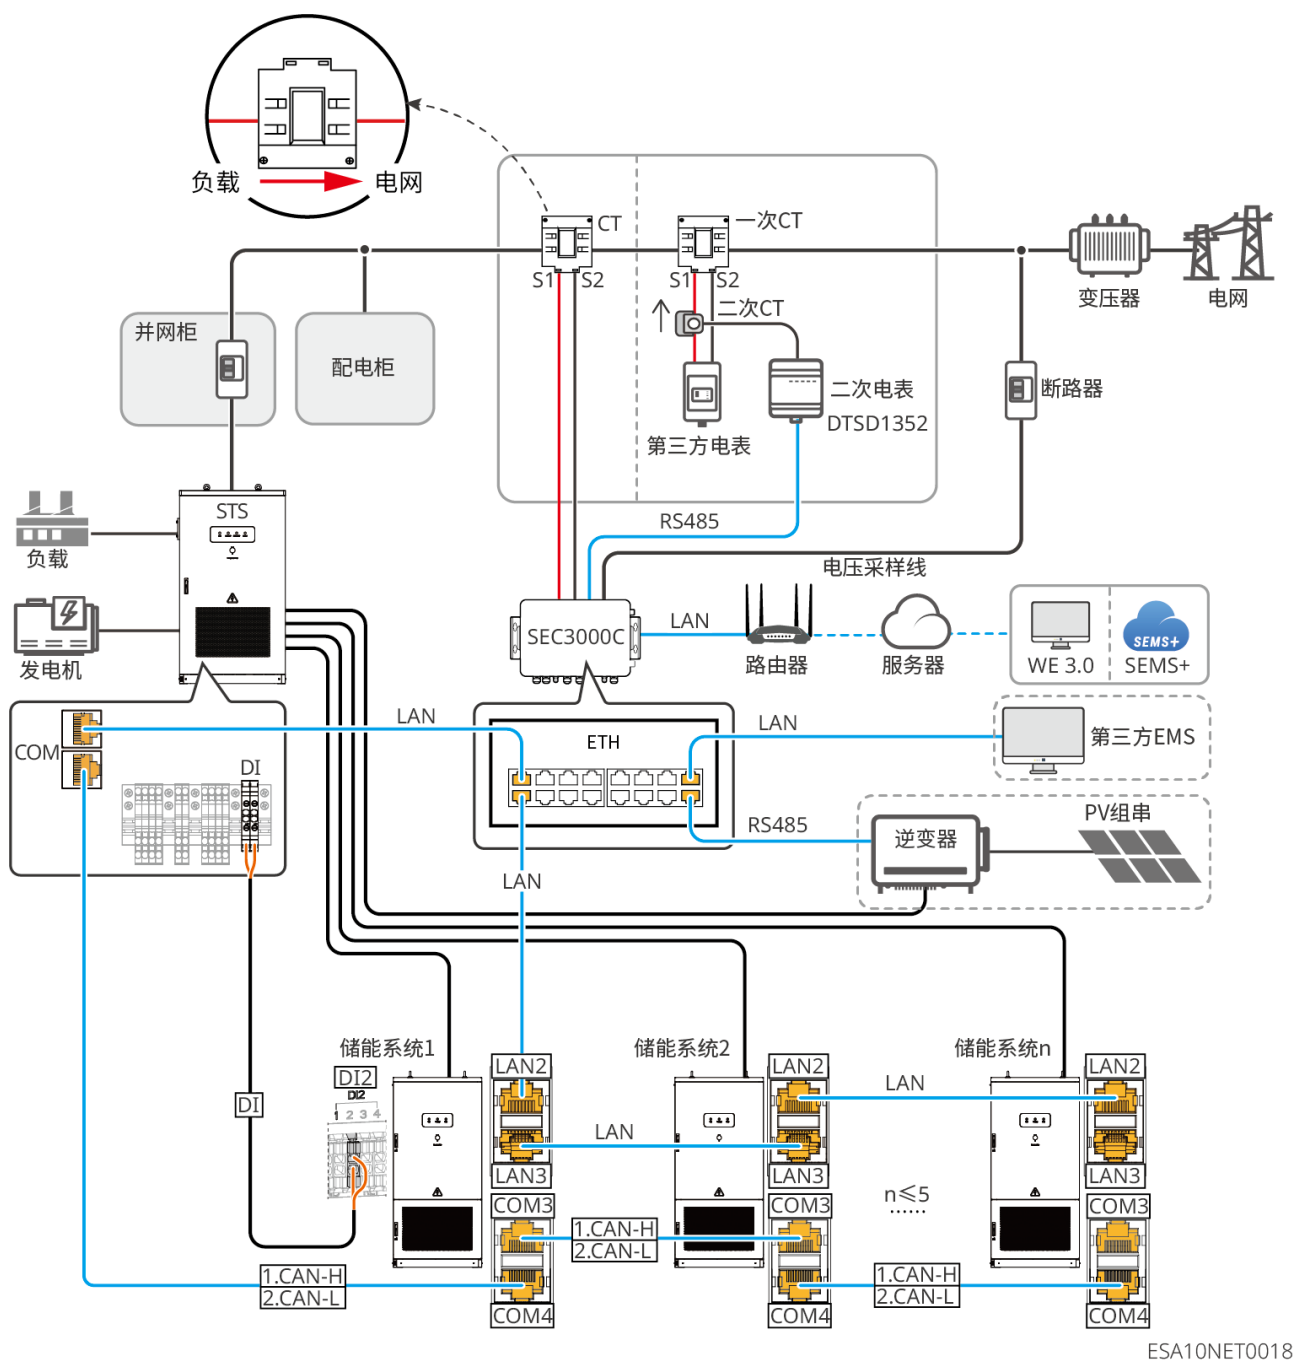 负载
电网
CT
一次CT
S1
S2
S1
S2
二次CT
变压器
电网
并网柜
配电柜
二次电表
DTSD1352
第三方电表
断路器
STS
RS485
负载
电压采样线
发电机
SEC3000C
LAN
路由器
服务器
WE 3.0
SEMS+
SEMS+
COM
DI
LAN
ETH
LAN
第三方EMS
RS485
逆变器
PV组串
LAN
储能系统1
储能系统2
储能系统n
DI2
DI2
1 2 3 4
DI
LAN2
LAN3
COM3
COM4
LAN
LAN2
LAN3
COM3
COM4
LAN
LAN2
LAN3
COM3
COM4
n≤5
......
1.CAN-H
2.CAN-L
1.CAN-H
2.CAN-L
1.CAN-H
2.CAN-L
ESA10NET0018